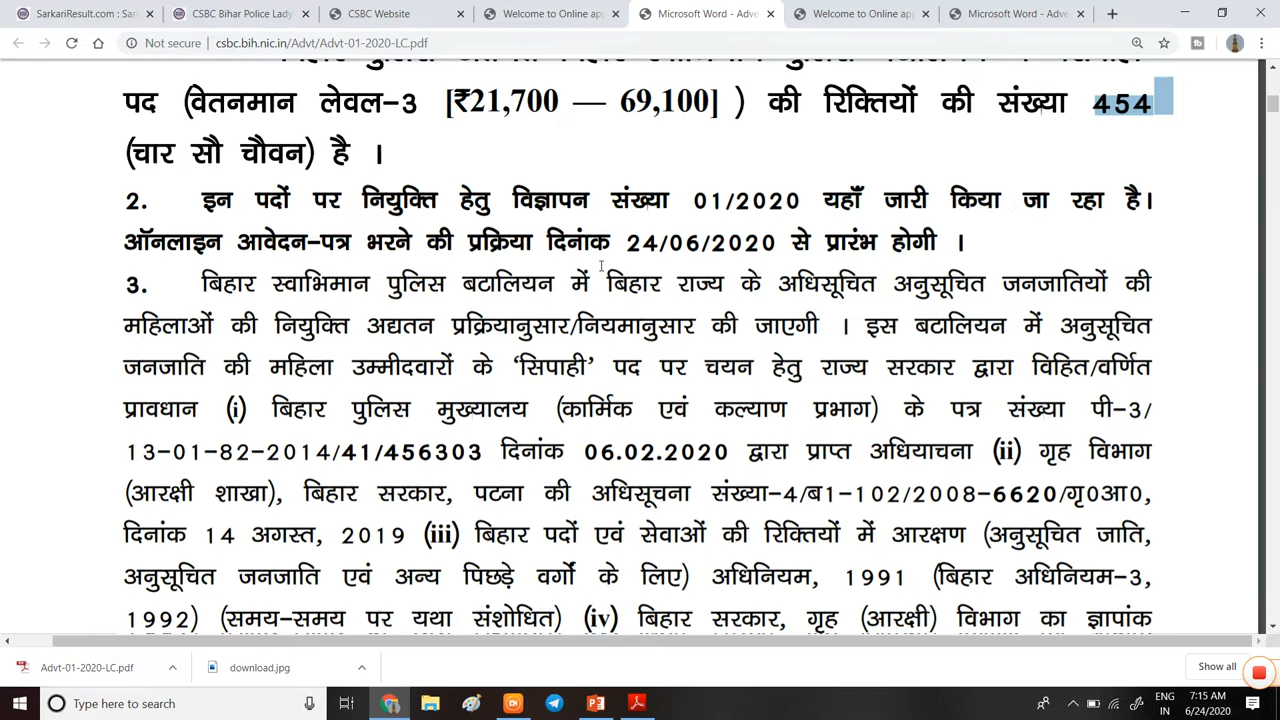 SarkariResult.com : Sarkari
CSBC Bihar Police Lady
CSBC Website
Welcome to Online app
Microsoft Word - Adve
Welcome to Online app
Microsoft Word - Adve
Not secure | csbc.bih.nic.in/Advt/Advt-01-2020-LC.pdf
पद (वेतनमान लेवल-3 [₹21,700 — 69,100] ) की रिक्तियों की संख्या 454
(चार सौ चौवन) है ।
2. इन पदों पर नियुक्ति हेतु विज्ञापन संख्या 01/2020 यहाँ जारी किया जा रहा है।
ऑनलाइन आवेदन-पत्र भरने की प्रक्रिया दिनांक 24/06/2020 से प्रारंभ होगी ।
3. बिहार स्वाभिमान पुलिस बटालियन में बिहार राज्य के अधिसूचित अनुसूचित जनजातियों की
महिलाओं की नियुक्ति अद्यतन प्रक्रियानुसार/नियमानुसार की जाएगी । इस बटालियन में अनुसूचित
जनजाति की महिला उम्मीदवारों के ‘सिपाही’ पद पर चयन हेतु राज्य सरकार द्वारा विहित/वर्णित
प्रावधान (i) बिहार पुलिस मुख्यालय (कार्मिक एवं कल्याण प्रभाग) के पत्र संख्या पी-3/
13-01-82-2014/41/456303 दिनांक 06.02.2020 द्वारा प्राप्त अधियाचना (ii) गृह विभाग
(आरक्षी शाखा), बिहार सरकार, पटना की अधिसूचना संख्या-4/ब1-102/2008-6620/गृ0आ0,
दिनांक 14 अगस्त, 2019 (iii) बिहार पदों एवं सेवाओं की रिक्तियों में आरक्षण (अनुसूचित जाति,
अनुसूचित जनजाति एवं अन्य पिछड़े वर्गों के लिए) अधिनियम, 1991 (बिहार अधिनियम-3,
1992) (समय-समय पर यथा संशोधित) (iv) बिहार सरकार, गृह (आरक्षी) विभाग का ज्ञापांक
Advt-01-2020-LC.pdf
download.jpg
Show all
Type here to search
ENG
IN
7:15 AM
6/24/2020